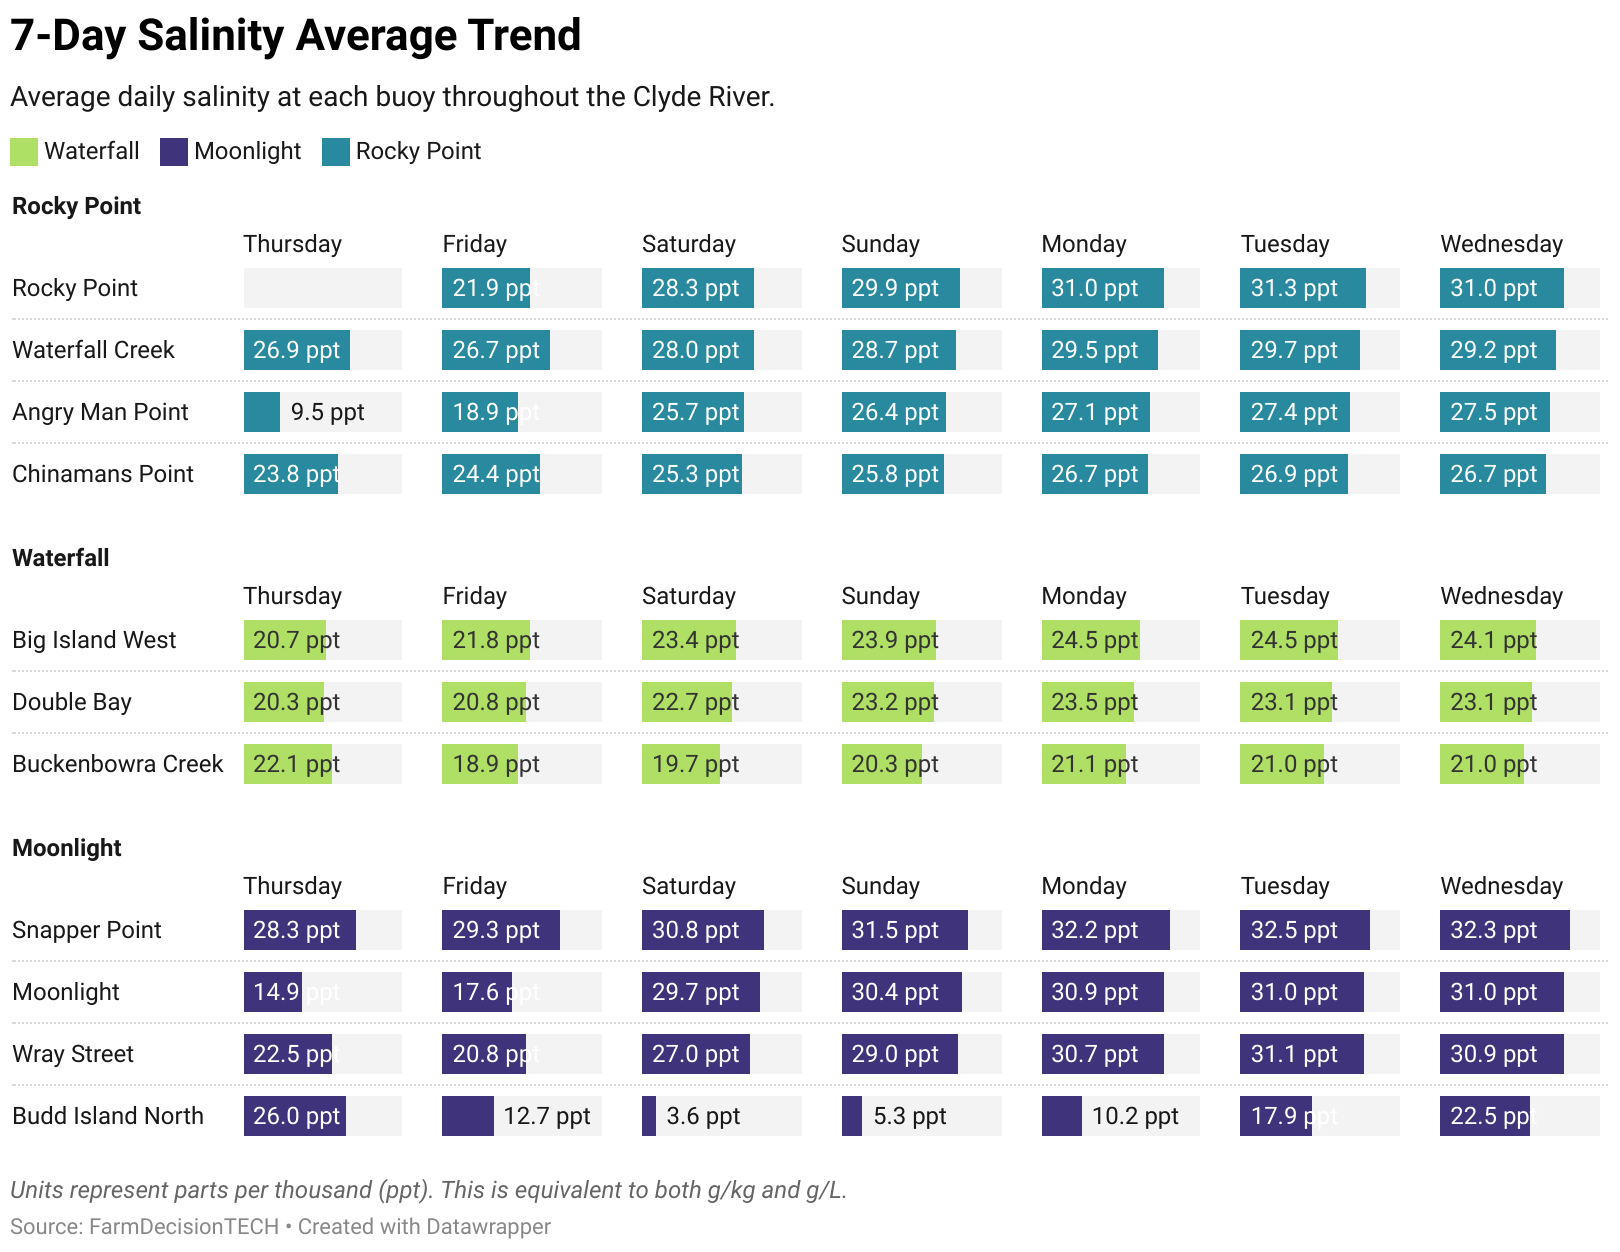 7-Day Salinity Average Trend
Average daily salinity at each buoy throughout the Clyde River.
Waterfall Moonlight Rocky Point
Rocky Point
Thursday Friday Saturday Sunday Monday Tuesday Wednesday
Rocky Point 21.9 ppt 28.3 ppt 29.9 ppt 31.0 ppt 31.3 ppt 31.0 ppt
Waterfall Creek 26.9 ppt 26.7 ppt 28.0 ppt 28.7 ppt 29.5 ppt 29.7 ppt 29.2 ppt
Angry Man Point 9.5 ppt 18.9 ppt 25.7 ppt 26.4 ppt 27.1 ppt 27.4 ppt 27.5 ppt
Chinamans Point 23.8 ppt 24.4 ppt 25.3 ppt 25.8 ppt 26.7 ppt 26.9 ppt 26.7 ppt
Waterfall
Thursday Friday Saturday Sunday Monday Tuesday Wednesday
Big Island West 20.7 ppt 21.8 ppt 23.4 ppt 23.9 ppt 24.5 ppt 24.5 ppt 24.1 ppt
Double Bay 20.3 ppt 20.8 ppt 22.7 ppt 23.2 ppt 23.5 ppt 23.1 ppt 23.1 ppt
Buckenbowra Creek 22.1 ppt 18.9 ppt 19.7 ppt 20.3 ppt 21.1 ppt 21.0 ppt 21.0 ppt
Moonlight
Thursday Friday Saturday Sunday Monday Tuesday Wednesday
Snapper Point 28.3 ppt 29.3 ppt 30.8 ppt 31.5 ppt 32.2 ppt 32.5 ppt 32.3 ppt
Moonlight 14.9 ppt 17.6 ppt 29.7 ppt 30.4 ppt 30.9 ppt 31.0 ppt 31.0 ppt
Wray Street 22.5 ppt 20.8 ppt 27.0 ppt 29.0 ppt 30.7 ppt 31.1 ppt 30.9 ppt
Budd Island North 26.0 ppt 12.7 ppt 3.6 ppt 5.3 ppt 10.2 ppt 17.9 ppt 22.5 ppt
Units represent parts per thousand (ppt). This is equivalent to both g/kg and g/L.
Source: FarmDecisionTECH • Created with Datawrapper